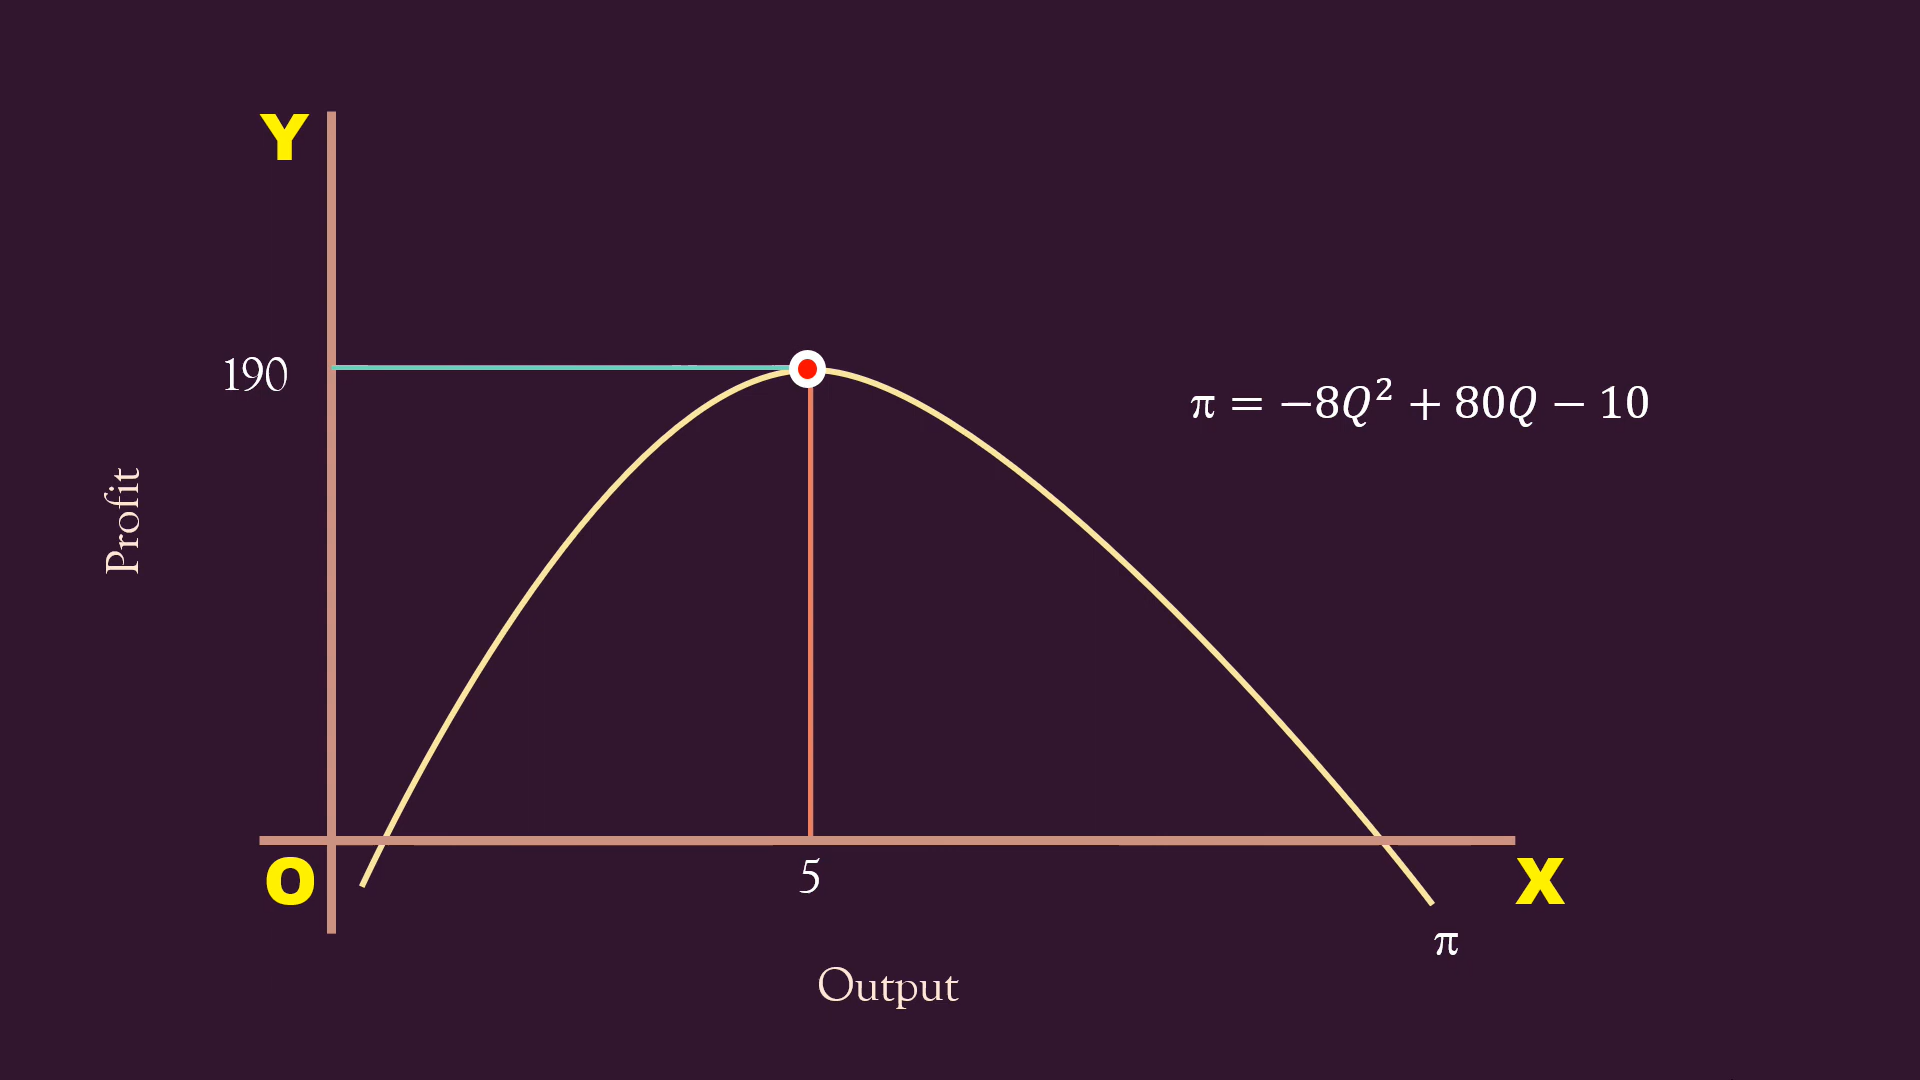 Y
190
π = −8Q² + 80Q − 10
Profit
O
5
X
π
Output